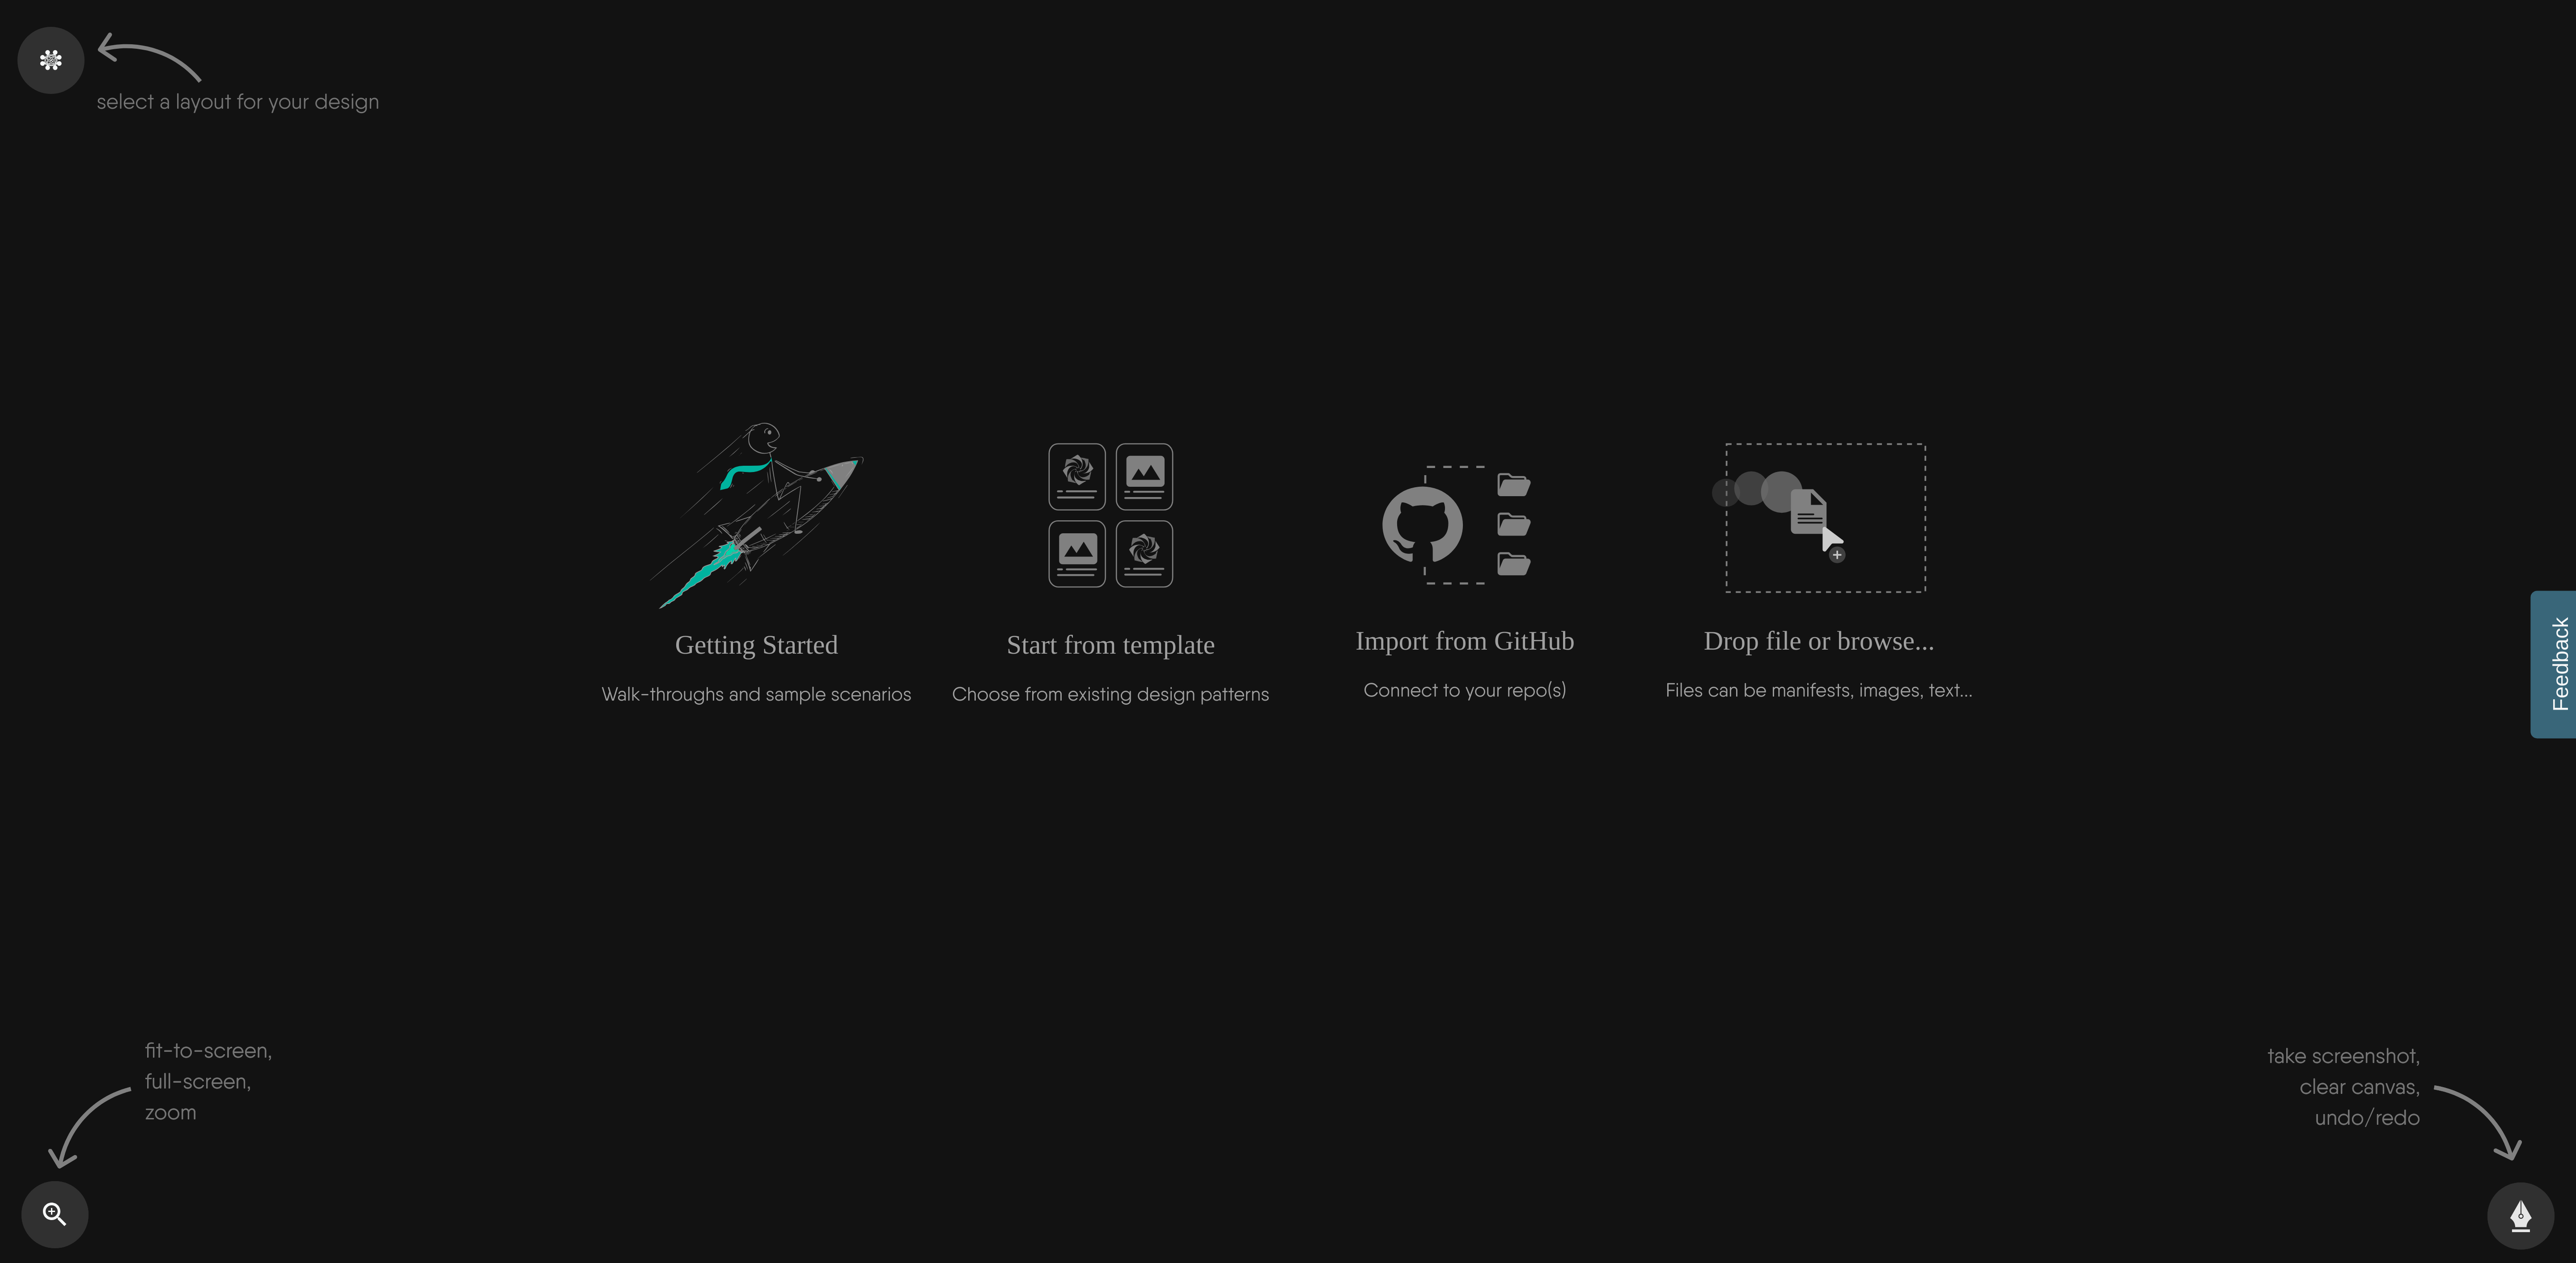 select a layout for your design
Getting Started
Walk-throughs and sample scenarios
Start from template
Choose from existing design patterns
Import from GitHub
Connect to your repo(s)
Drop file or browse...
Files can be manifests, images, text...
Feedback
fit-to-screen,
full-screen,
zoom
take screenshot,
clear canvas,
undo/redo